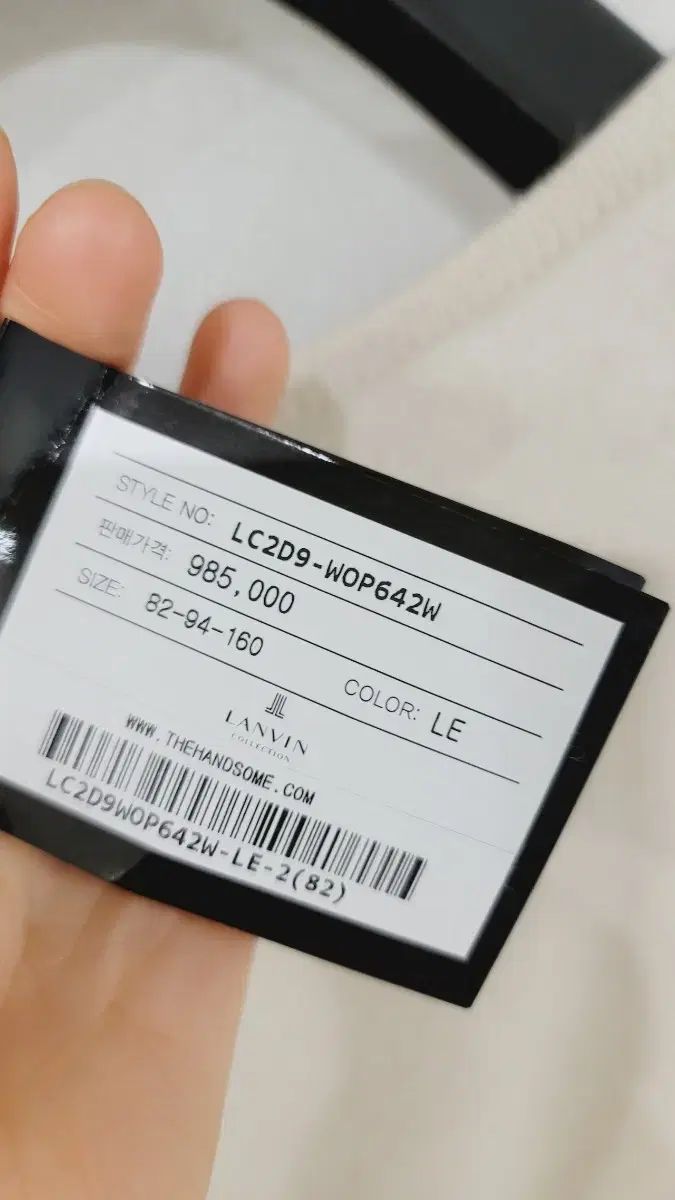 STYLE NO: LC2D9-WOP642W
판매가격: 985,000
SIZE: 82-94-160 COLOR: LE
LANVIN
COLLECTION
WWW.THEHANDSOME.COM
LC2D9WOP642W-LE-2(82)